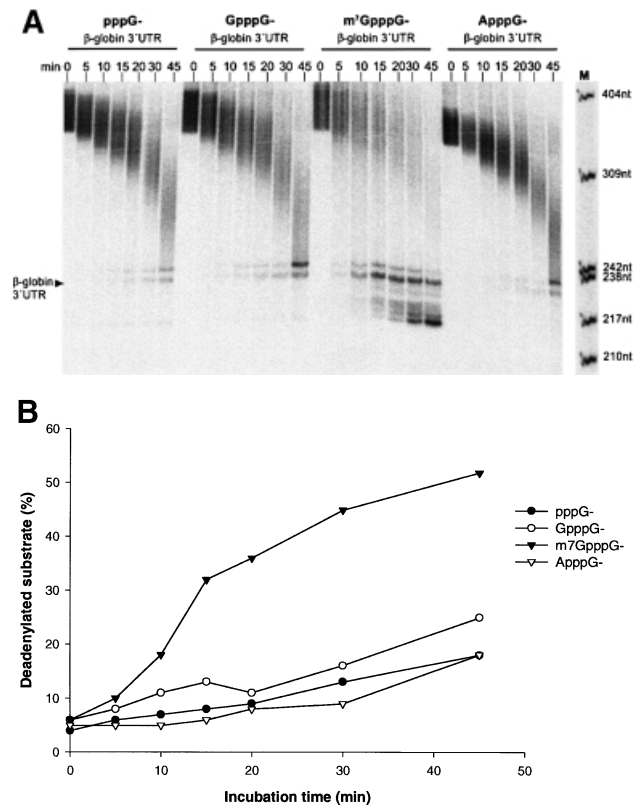 A
pppG- GpppG- m⁷GpppG- ApppG-
β-globin 3´UTR β-globin 3´UTR β-globin 3´UTR β-globin 3´UTR
min 0 5 10 15 20 30 45 0 5 10 15 20 30 45 0 5 10 15 20 30 45 0 5 10 15 20 30 45 M
404nt
309nt
242nt
238nt
β-globin
3´UTR
217nt
210nt
B
60
50
40
30
20
10
0
Deadenylated substrate (%)
pppG-
GpppG-
m7GpppG-
ApppG-
0 10 20 30 40 50
Incubation time (min)